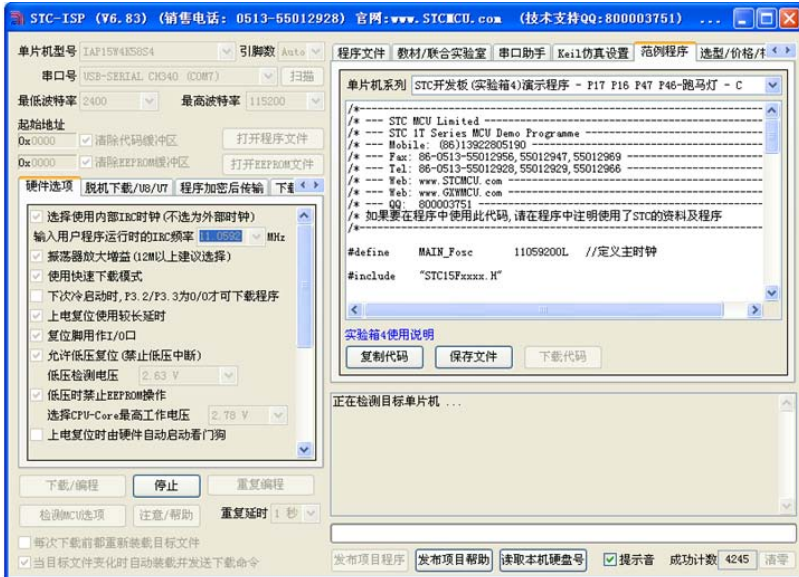 STC-ISP (V6.83) (销售电话: 0513-55012928) 官网:www.STCMCU.com (技术支持QQ:800003751) ...
单片机型号 IAP15W4K58S4 引脚数 Auto
串口号 USB-SERIAL CH340 (COM7) 扫描
最低波特率 2400 最高波特率 115200
起始地址
0x0000 清除代码缓冲区 打开程序文件
0x0000 清除EEPROM缓冲区 打开EEPROM文件
硬件选项 脱机下载/U8/U7 程序加密后传输
选择使用内部IRC时钟(不选为外部时钟)
输入用户程序运行时的IRC频率 11.0592 MHz
振荡器放大增益(12M以上建议选择)
使用快速下载模式
下次冷启动时,P3.2/P3.3为0/0才可下载程序
上电复位使用较长延时
复位脚用作I/O口
允许低压复位(禁止低压中断)
低压检测电压 2.63 V
低压时禁止EEPROM操作
选择CPU-Core最高工作电压 2.78 V
上电复位时由硬件自动启动看门狗
下载/编程 停止 重复编程
检测MCU选项 注意/帮助 重复延时 1 秒
每次下载前都重新装载目标文件
当目标文件变化时自动装载并发送下载命令
程序文件 教材/联合实验室 串口助手 Keil仿真设置 范例程序 选型/价格/
单片机系列 STC开发板(实验箱4)演示程序 - P17 P16 P47 P46-跑马灯 - C
/*---------------------------------------------------------------------
/* --- STC MCU Limited ------------------------------------------------
/* --- STC 1T Series MCU Demo Programme -------------------------------
/* --- Mobile: (86)13922805190 ----------------------------------------
/* --- Fax: 86-0513-55012956,55012947,55012969 ------------------------
/* --- Tel: 86-0513-55012928,55012929,55012966 ------------------------
/* --- Web: www.STCMCU.com --------------------------------------------
/* --- Web: www.GXWMCU.com --------------------------------------------
/* --- QQ: 800003751 -------------------------------------------------
/* 如果要在程序中使用此代码,请在程序中注明使用了STC的资料及程序
/*---------------------------------------------------------------------
#define MAIN_Fosc 11059200L //定义主时钟
#include "STC15Fxxxx.H"
实验箱4使用说明
复制代码 保存文件 下载代码
正在检测目标单片机 ...
发布项目程序 发布项目帮助 读取本机硬盘号 提示音 成功计数 4245 清零